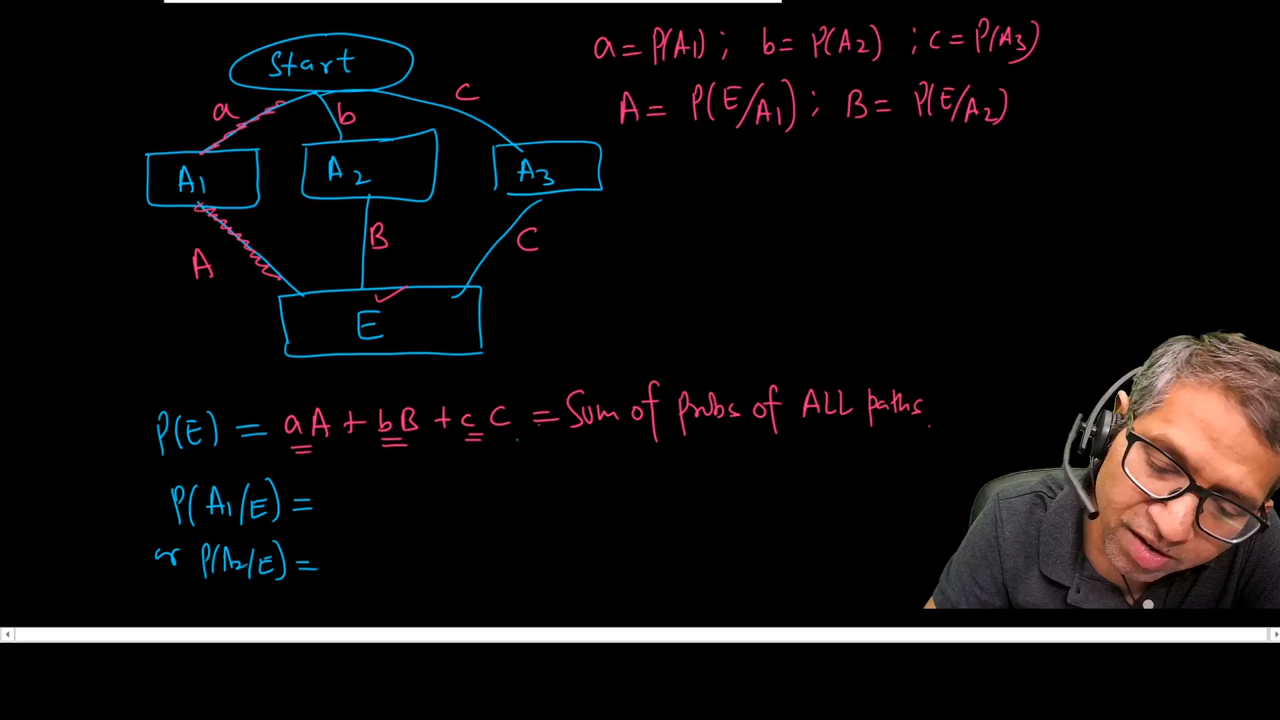 Start
a = P(A1) ; b = P(A2) ; c = P(A3)
A = P(E/A1) ; B = P(E/A2)
a b c
A1 A2 A3
A B C
E
P(E) = aA + bB + cC = Sum of probs of ALL paths.
P(A1/E) =
or P(A2/E) =